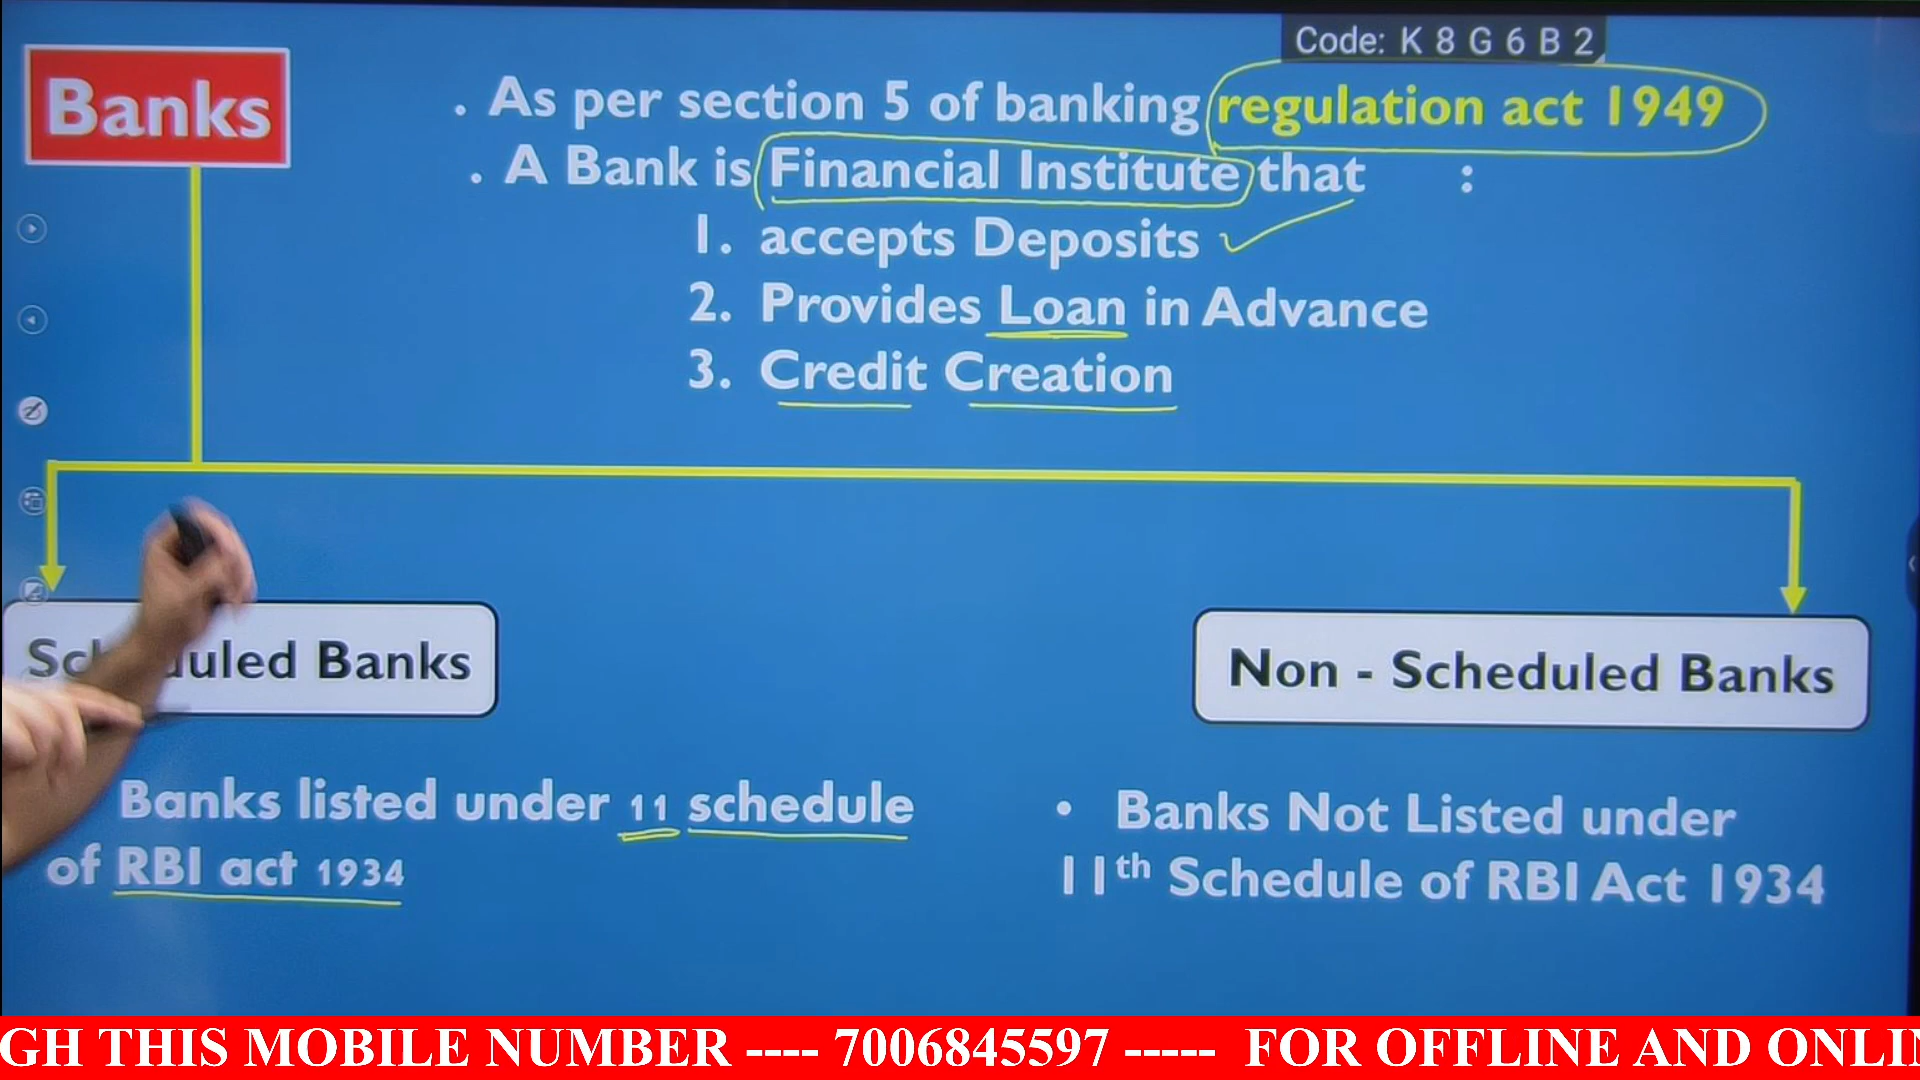 Code: K 8 G 6 B 2
Banks
. As per section 5 of banking regulation act 1949
. A Bank is Financial Institute that :
1. accepts Deposits
2. Provides Loan in Advance
3. Credit Creation
Scheduled Banks
Non - Scheduled Banks
Banks listed under 11 schedule
of RBI act 1934
• Banks Not Listed under
11th Schedule of RBI Act 1934
GH THIS MOBILE NUMBER ---- 7006845597 ----- FOR OFFLINE AND ONLI